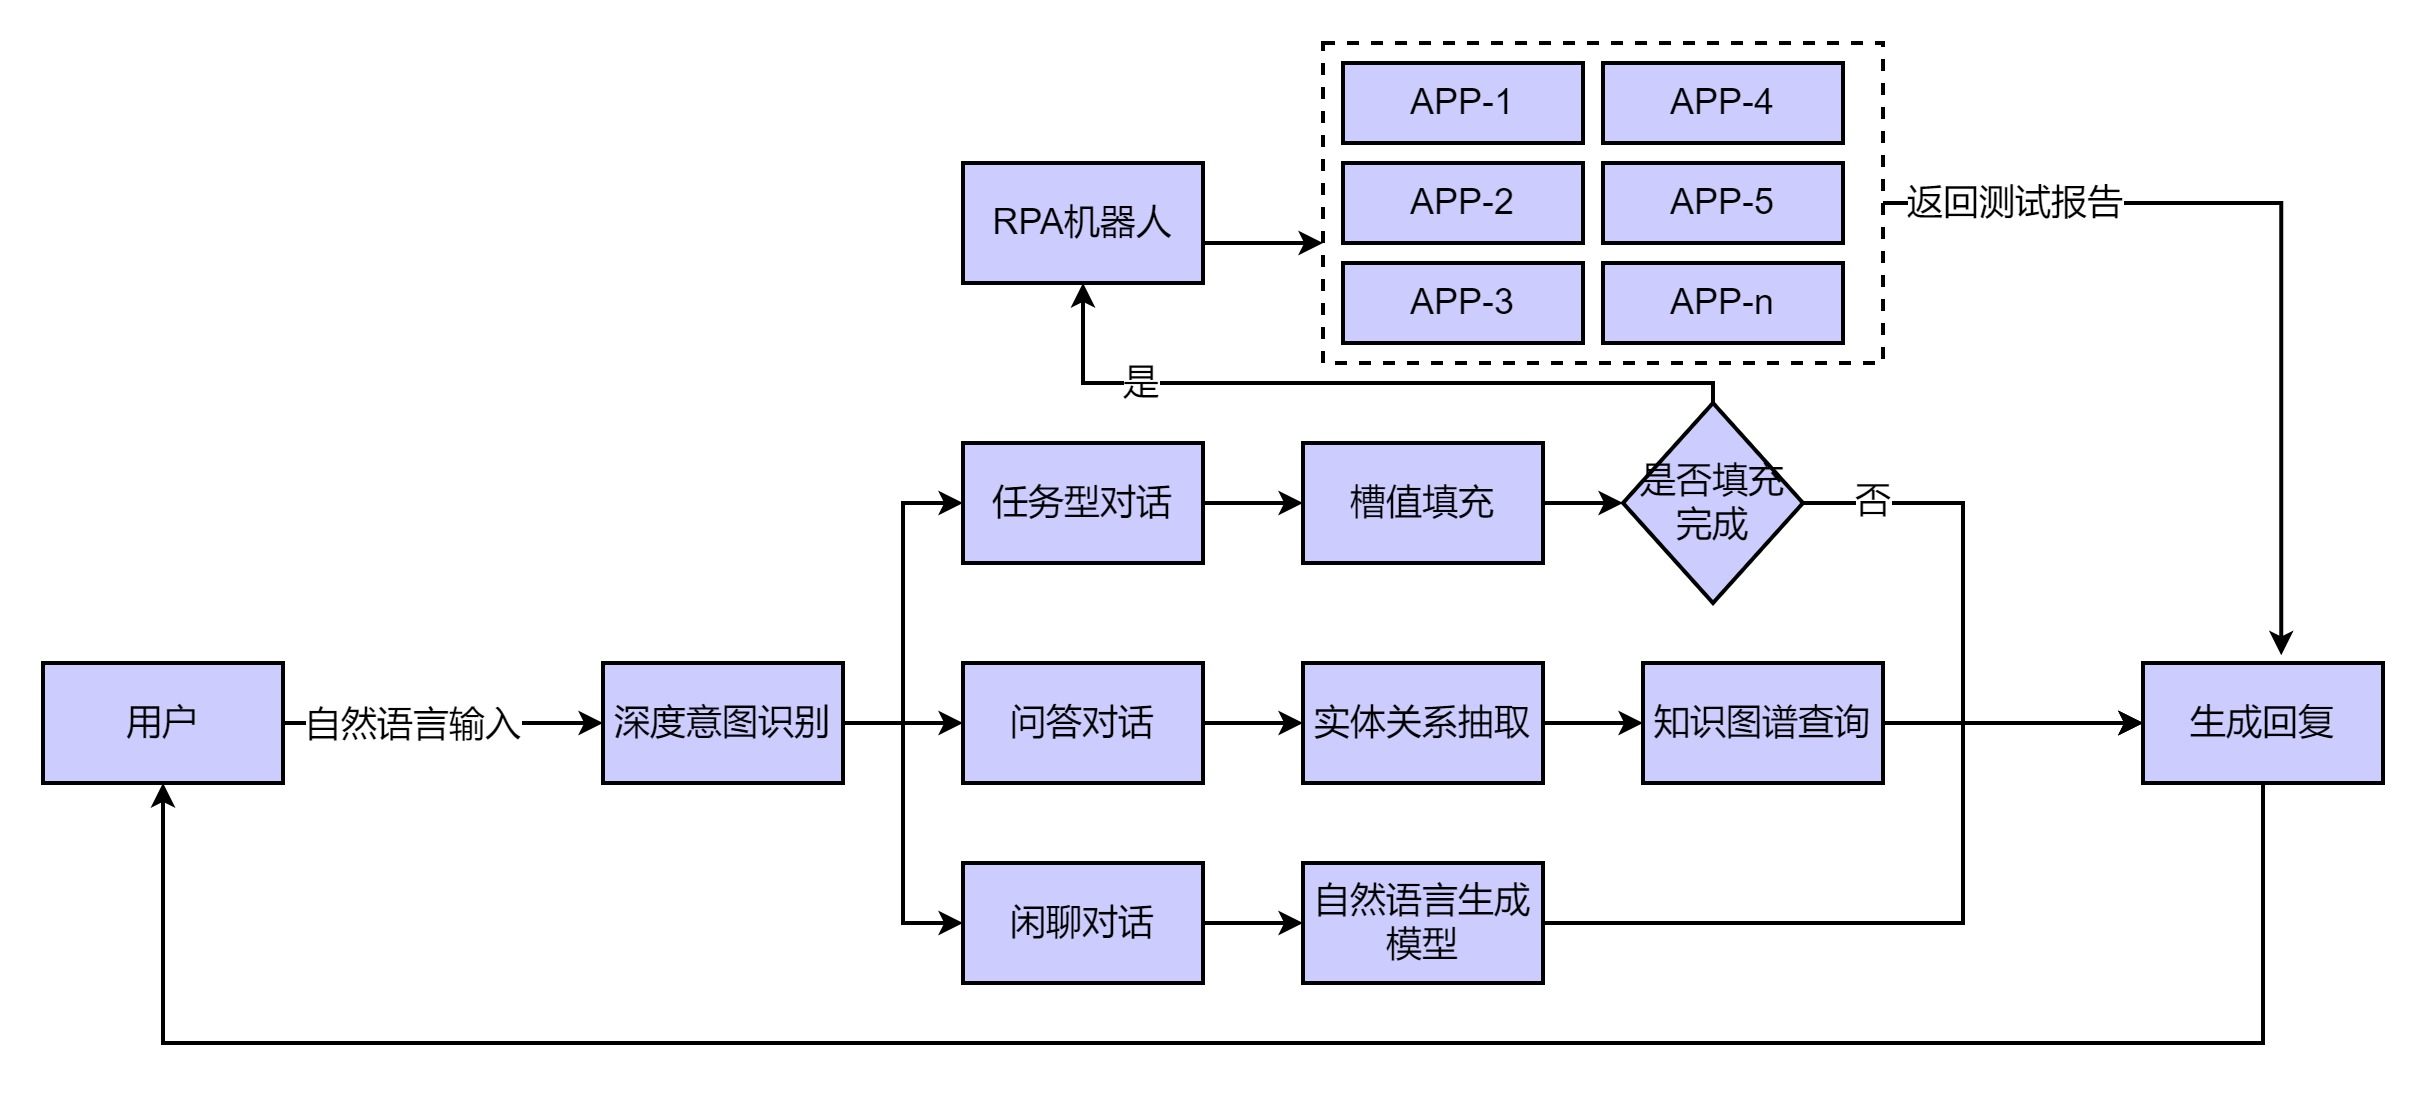 APP-1
APP-4
RPA机器人
APP-2
APP-5
返回测试报告
APP-3
APP-n
是
任务型对话
槽值填充
是否填充
完成
否
用户
自然语言输入
深度意图识别
问答对话
实体关系抽取
知识图谱查询
生成回复
闲聊对话
自然语言生成
模型